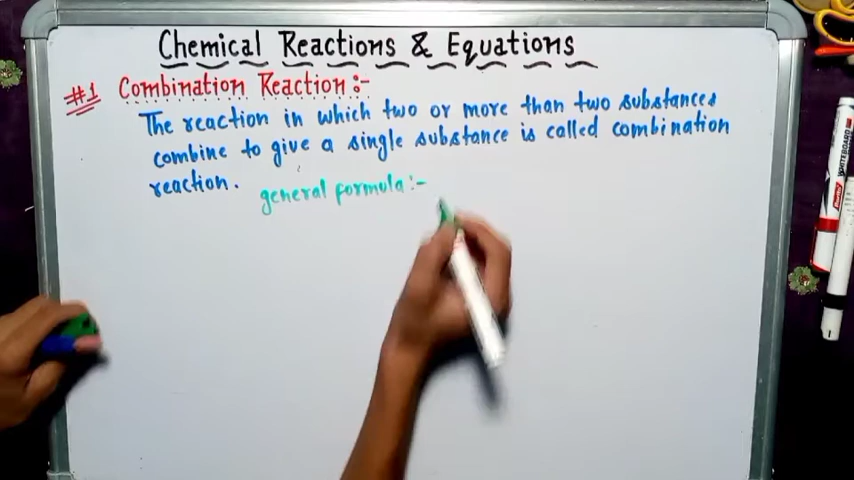 Chemical Reactions & Equations
#1 Combination Reaction:-
The reaction in which two or more than two substances
combine to give a single substance is called combination
reaction. general formula:-
WHITEBOARD